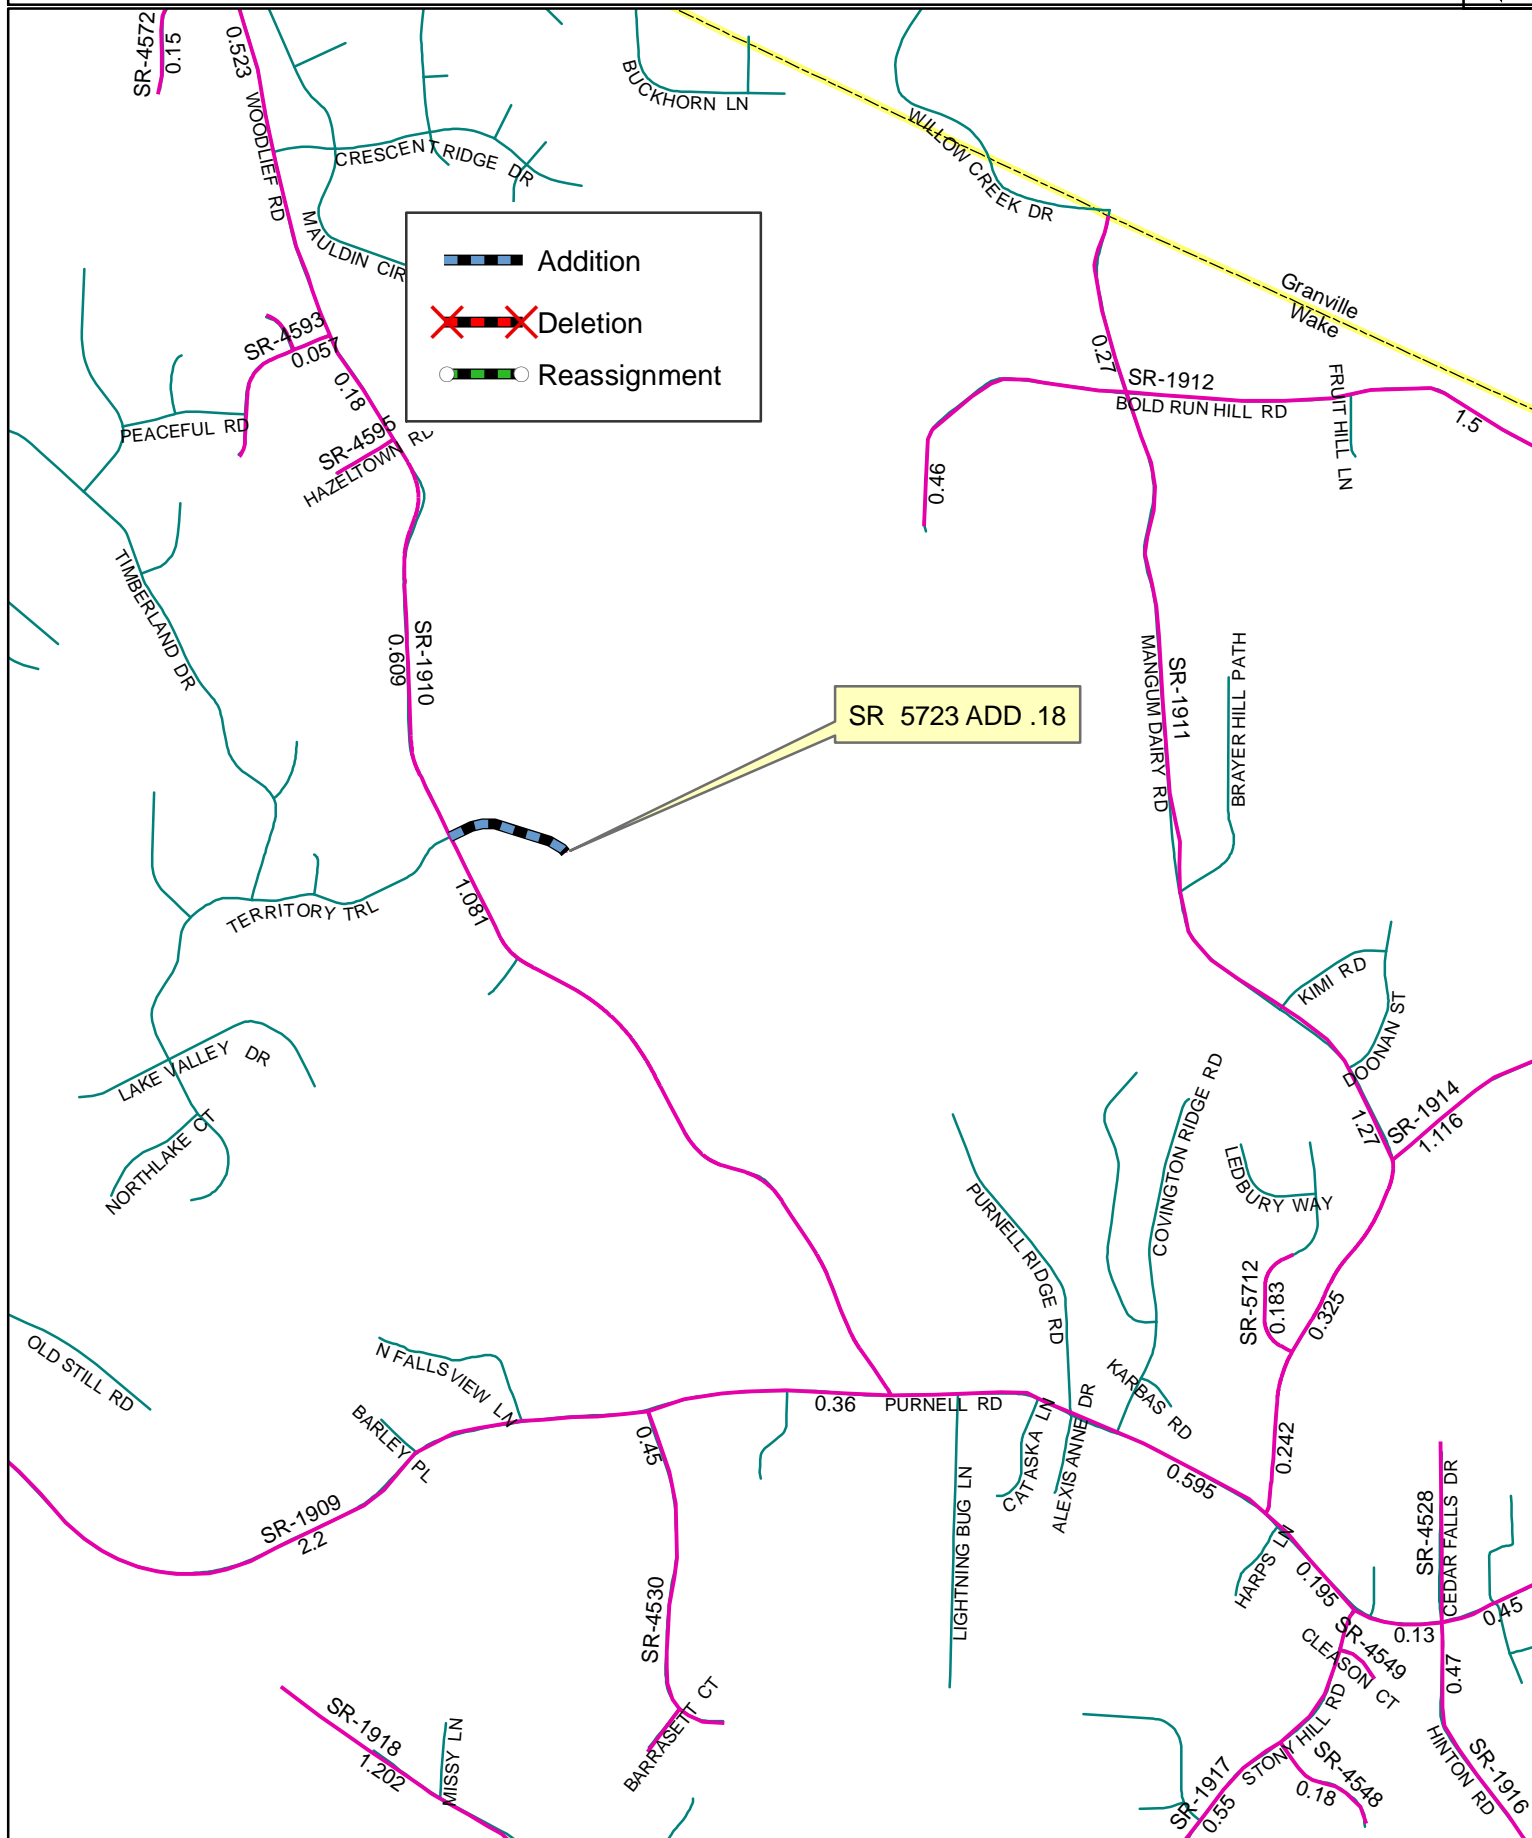 SR-4572
0.15
0.523
WOODLIEF RD
BUCKHORN LN
CRESCENT RIDGE DR
MAULDIN CIR
WILLOW CREEK DR
Addition
Deletion
Reassignment
Granville
Wake
SR-4593
0.057
0.18
PEACEFUL RD
SR-4595
HAZELTOWN RD
0.27
SR-1912
BOLD RUN HILL RD
FRUIT HILL LN
1.5
0.46
TIMBERLAND DR
SR-1910
0.609
SR 5723 ADD .18
SR-1911
MANGUM DAIRY RD
BRAYER HILL PATH
1.081
TERRITORY TRL
KIMI RD
DOONAN ST
LAKE VALLEY DR
NORTHLAKE CT
SR-1914
1.116
1.27
COVINGTON RIDGE RD
PURNELL RIDGE RD
LEDBURY WAY
SR-5712
0.183
0.325
OLD STILL RD
N FALLS VIEW LN
BARLEY PL
0.36
PURNELL RD
KARBAS RD
CATASKA LN
ALEXIS ANNE DR
0.45
0.242
0.595
LIGHTNING BUG LN
SR-1909
2.2
SR-4528
CEDAR FALLS DR
HARPS LN
0.195
0.13
0.45
SR-4530
SR-4549
CLEASON CT
0.47
BARRASETT CT
STONY HILL RD
SR-1918
1.202
MISSY LN
SR-1917
0.55
SR-4548
0.18
HINTON RD
SR-1916